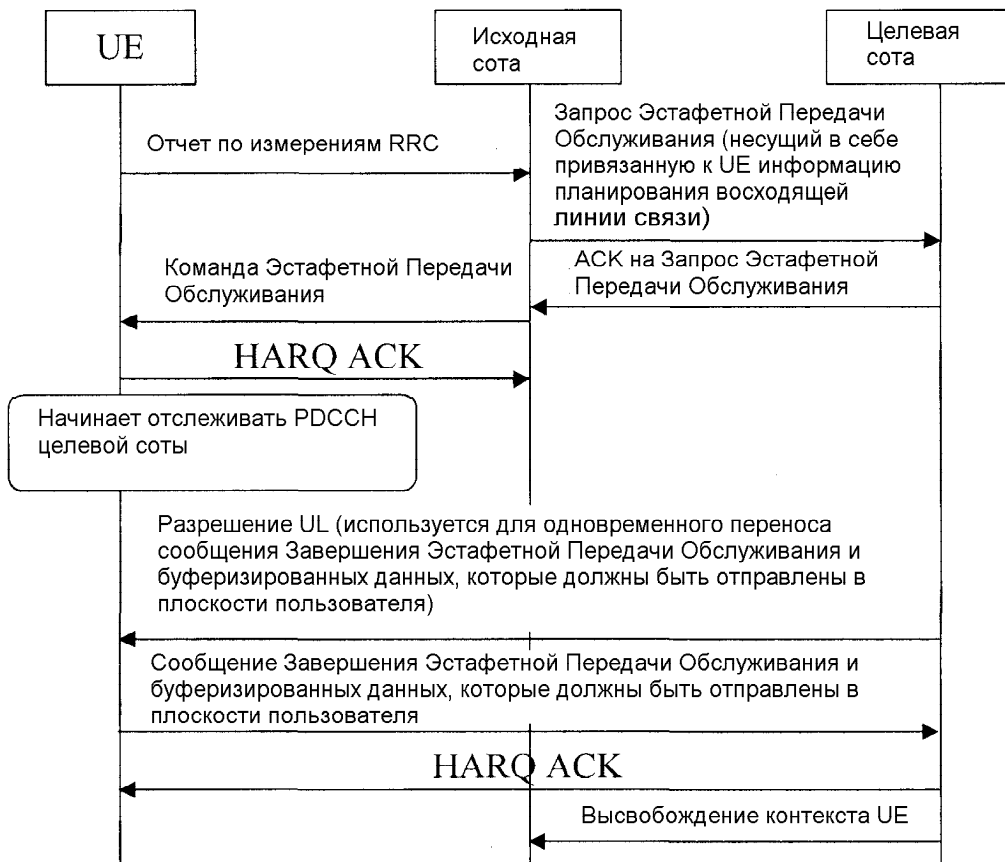 UE
Исходная
сота
Целевая
сота
Отчет по измерениям RRC
Запрос Эстафетной Передачи
Обслуживания (несущий в себе
привязанную к UE информацию
планирования восходящей
линии связи)
ACK на Запрос Эстафетной
Передачи Обслуживания
Команда Эстафетной Передачи
Обслуживания
HARQ ACK
Начинает отслеживать PDCCH
целевой соты
Разрешение UL (используется для одновременного переноса
сообщения Завершения Эстафетной Передачи Обслуживания и
буферизированных данных, которые должны быть отправлены в
плоскости пользователя)
Сообщение Завершения Эстафетной Передачи Обслуживания и
буферизированных данных, которые должны быть отправлены в
плоскости пользователя
HARQ ACK
Высвобождение контекста UE